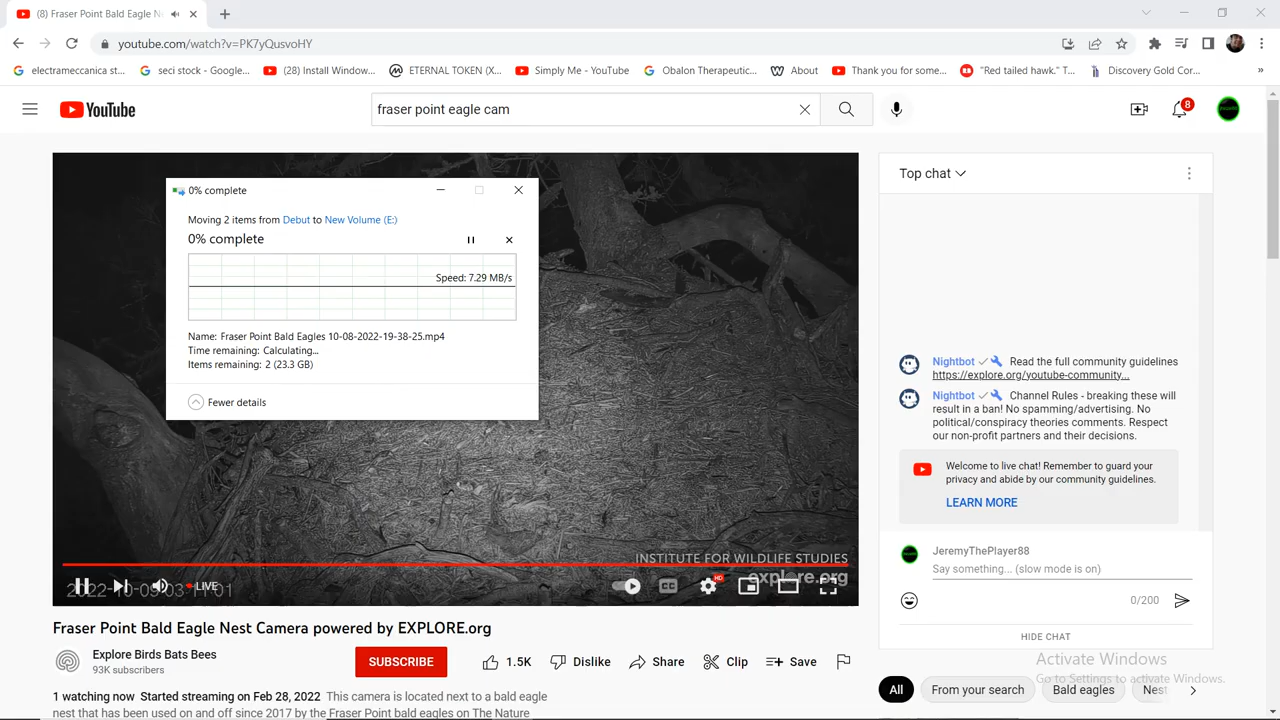 (8) Fraser Point Bald Eagle Nes
youtube.com/watch?v=PK7yQusvoHY
electrameccanica st...
seci stock - Google...
(28) Install Window...
ETERNAL TOKEN (X...
Simply Me - YouTube
Obalon Therapeutic...
About
Thank you for some...
"Red tailed hawk." T...
Discovery Gold Cor...
»
YouTube
fraser point eagle cam
8
0% complete
Moving 2 items from Debut to New Volume (E:)
0% complete
Speed: 7.29 MB/s
Name: Fraser Point Bald Eagles 10-08-2022-19-38-25.mp4
Time remaining: Calculating...
Items remaining: 2 (23.3 GB)
Fewer details
INSTITUTE FOR WILDLIFE STUDIES
explore.org
LIVE
CC
HD
Fraser Point Bald Eagle Nest Camera powered by EXPLORE.org
Explore Birds Bats Bees
93K subscribers
SUBSCRIBE
1.5K
Dislike
Share
Clip
Save
1 watching now Started streaming on Feb 28, 2022 This camera is located next to a bald eagle
nest that has been used on and off since 2017 by the Fraser Point bald eagles on The Nature
Top chat
Nightbot Read the full community guidelines
https://explore.org/youtube-community...
Nightbot Channel Rules - breaking these will
result in a ban! No spamming/advertising. No
political/conspiracy theories comments. Respect
our non-profit partners and their decisions.
Welcome to live chat! Remember to guard your
privacy and abide by our community guidelines.
LEARN MORE
JeremyThePlayer88
Say something... (slow mode is on)
0/200
HIDE CHAT
Activate Windows
Go to Settings to activate Windows.
All
From your search
Bald eagles
Nest